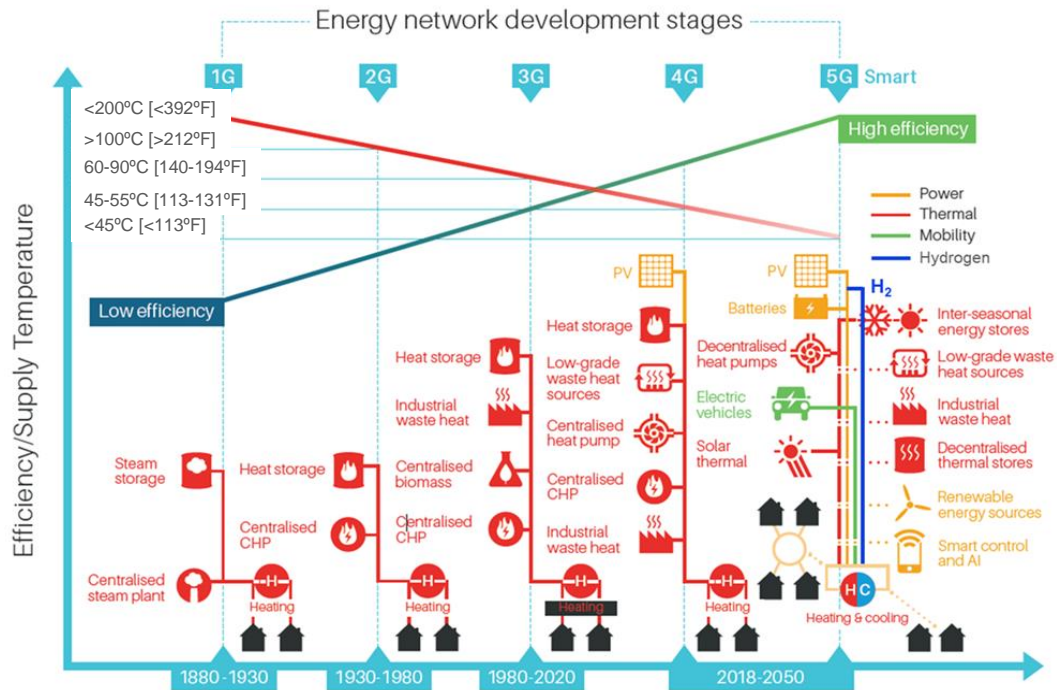 Energy network development stages
1G
2G
3G
4G
5G
Smart
<200ºC [<392ºF]
>100ºC [>212ºF]
60-90ºC [140-194ºF]
45-55ºC [113-131ºF]
<45ºC [<113ºF]
High efficiency
Low efficiency
Efficiency/Supply Temperature
Power
Thermal
Mobility
Hydrogen
Steam
storage
Centralised
steam plant
H
Heating
Heat storage
Centralised
CHP
H
Heating
Heat storage
Industrial
waste heat
Centralised
biomass
Centralised
CHP
H
Heating
PV
Heat storage
Low-grade
waste heat
sources
Centralised
heat pump
Centralised
CHP
Industrial
waste heat
H
Heating
PV
Batteries
H2
Decentralised
heat pumps
Electric
vehicles
Solar
thermal
Inter-seasonal
energy stores
Low-grade waste
heat sources
Industrial
waste heat
Decentralised
thermal stores
Renewable
energy sources
Smart control
and AI
H C
Heating & cooling
1880-1930
1930-1980
1980-2020
2018-2050